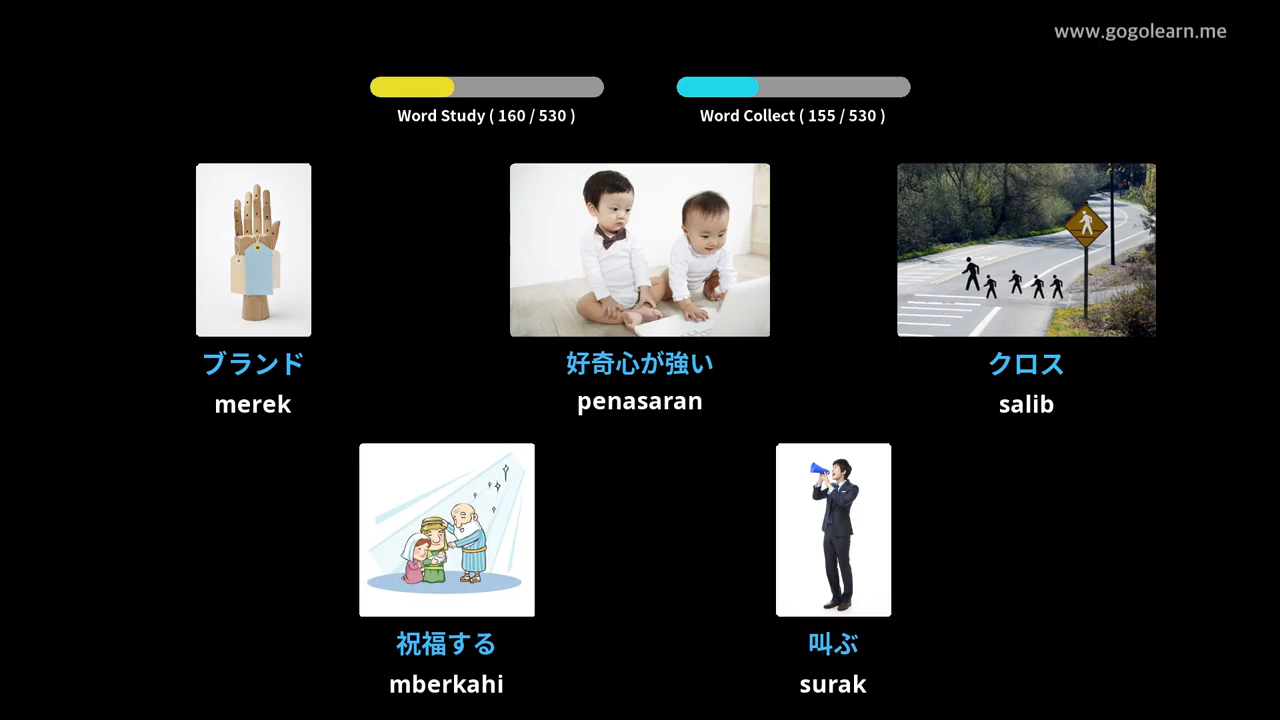 www.gogolearn.me
Word Study ( 160 / 530 )
Word Collect ( 155 / 530 )
ブランド
merek
好奇心が強い
penasaran
クロス
salib
祝福する
mberkahi
叫ぶ
surak